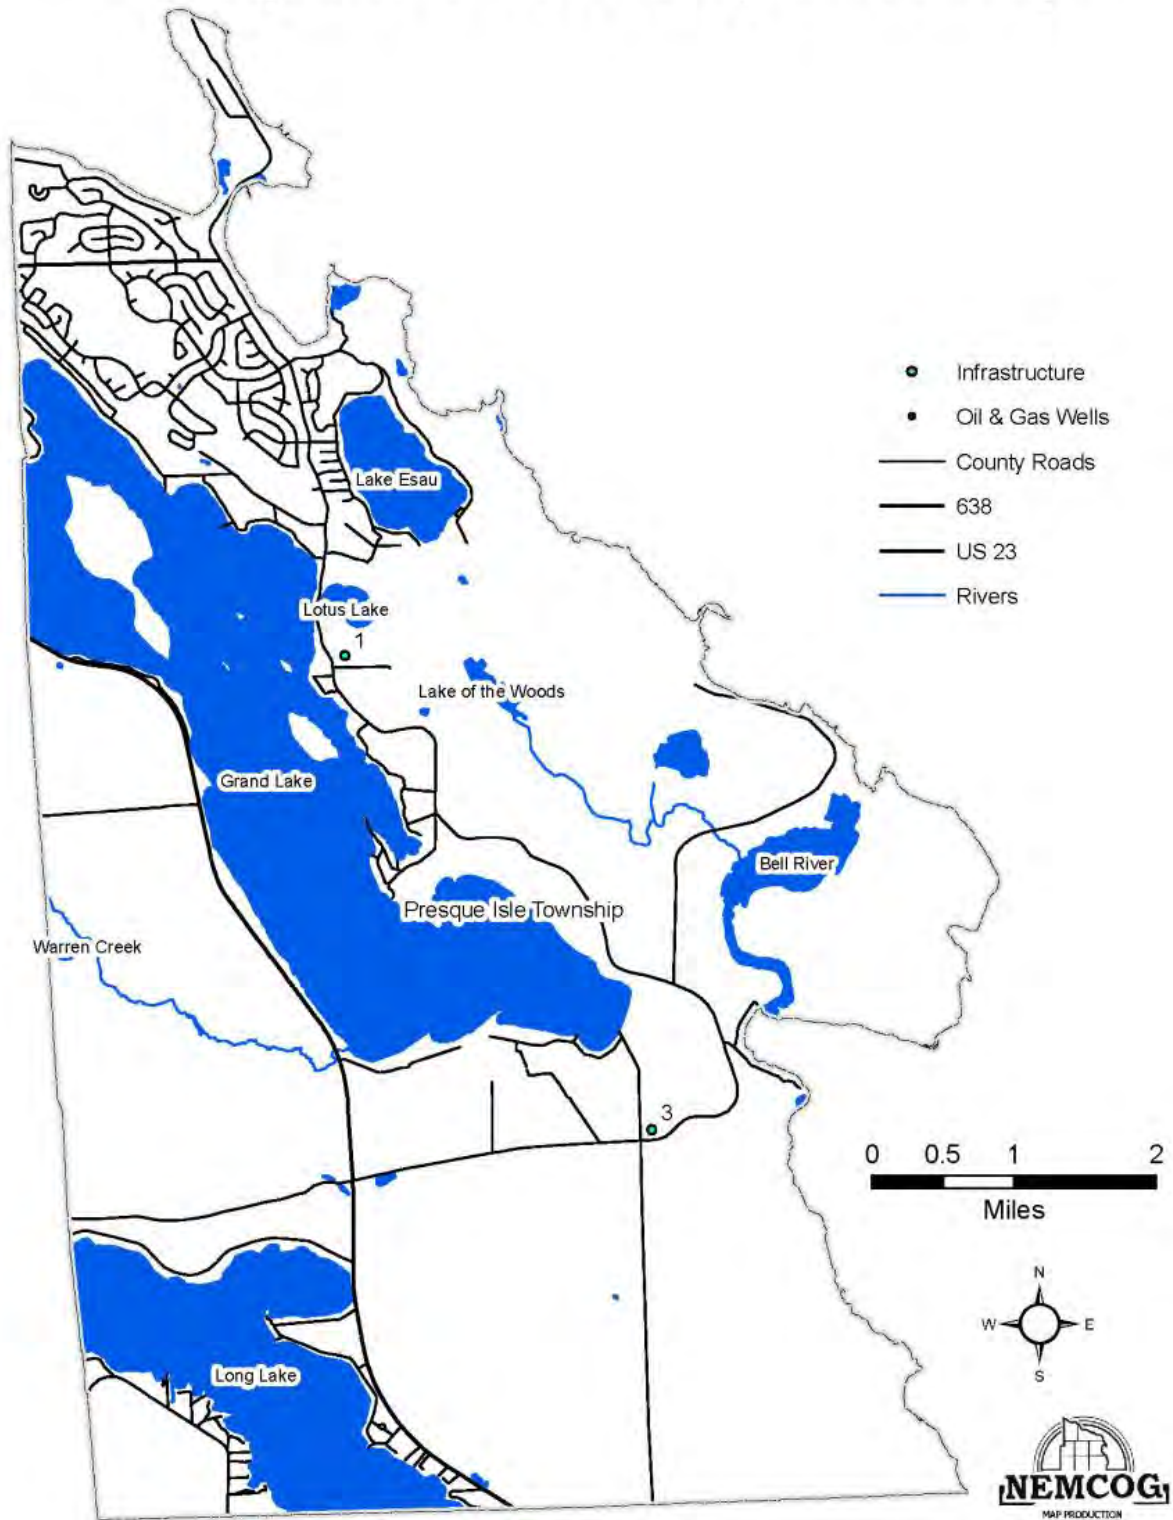 Infrastructure
Oil & Gas Wells
County Roads
638
US 23
Rivers
Lake Esau
Lotus Lake
1
Lake of the Woods
Grand Lake
Bell River
Presque Isle Township
Warren Creek
3
0 0.5 1 2
Miles
N
W E
S
Long Lake
NEMCOG
MAP PRODUCTION